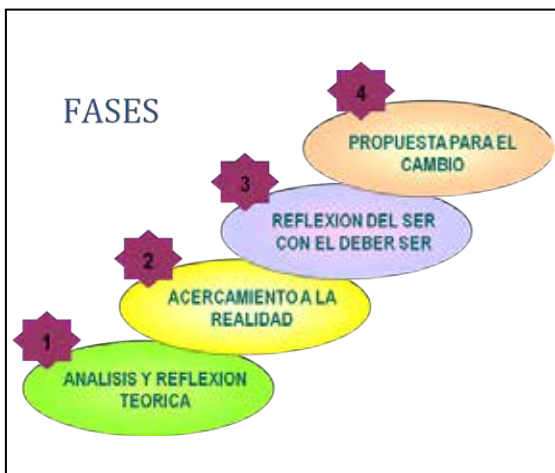 FASES
4
PROPUESTA PARA EL
CAMBIO
3
REFLEXION DEL SER
CON EL DEBER SER
2
ACERCAMIENTO A LA
REALIDAD
1
ANALISIS Y REFLEXION
TEORICA